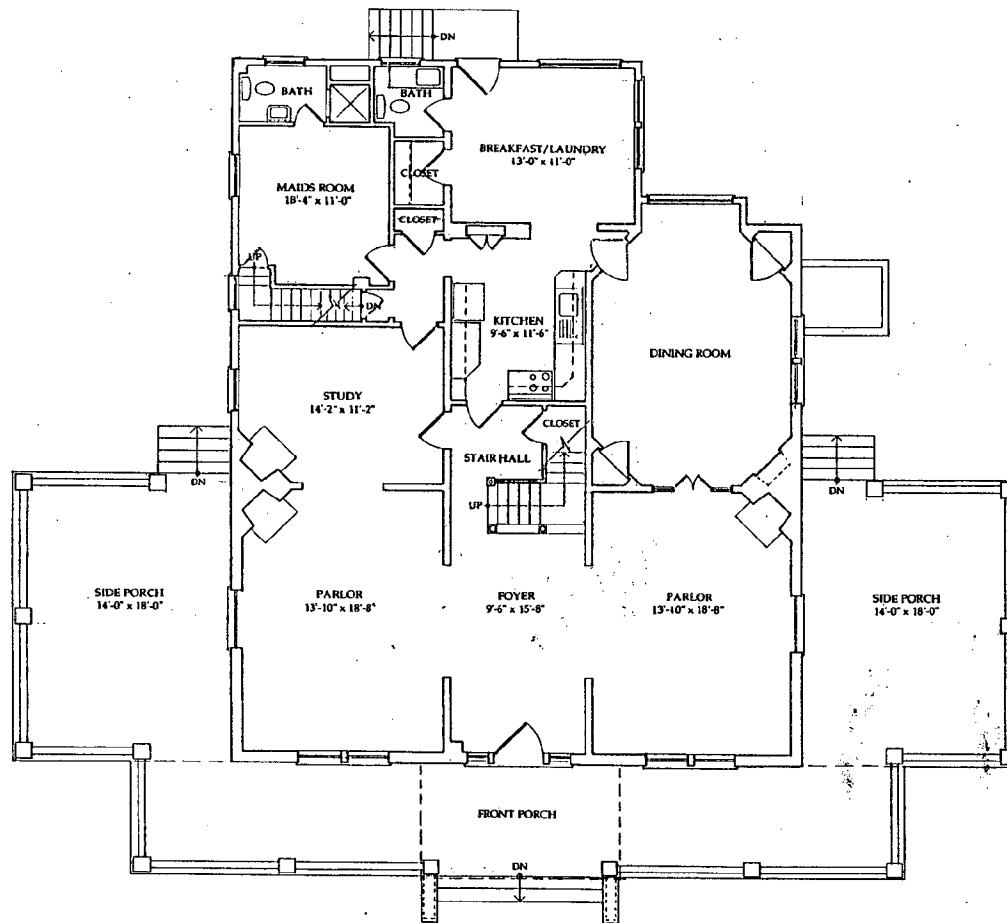 DN
BATH
BATH
BREAKFAST/LAUNDRY
13'-0" x 11'-0"
CLOSET
MAIDS ROOM
18'-4" x 11'-0"
CLOSET
UP
DN
KITCHEN
9'-6" x 11'-6"
DINING ROOM
STUDY
14'-2" x 11'-2"
CLOSET
STAIR HALL
DN
DN
UP
SIDE PORCH
14'-0" x 18'-0"
PARLOR
13'-10" x 18'-8"
FOYER
9'-6" x 15'-8"
PARLOR
13'-10" x 18'-8"
SIDE PORCH
14'-0" x 18'-0"
FRONT PORCH
DN